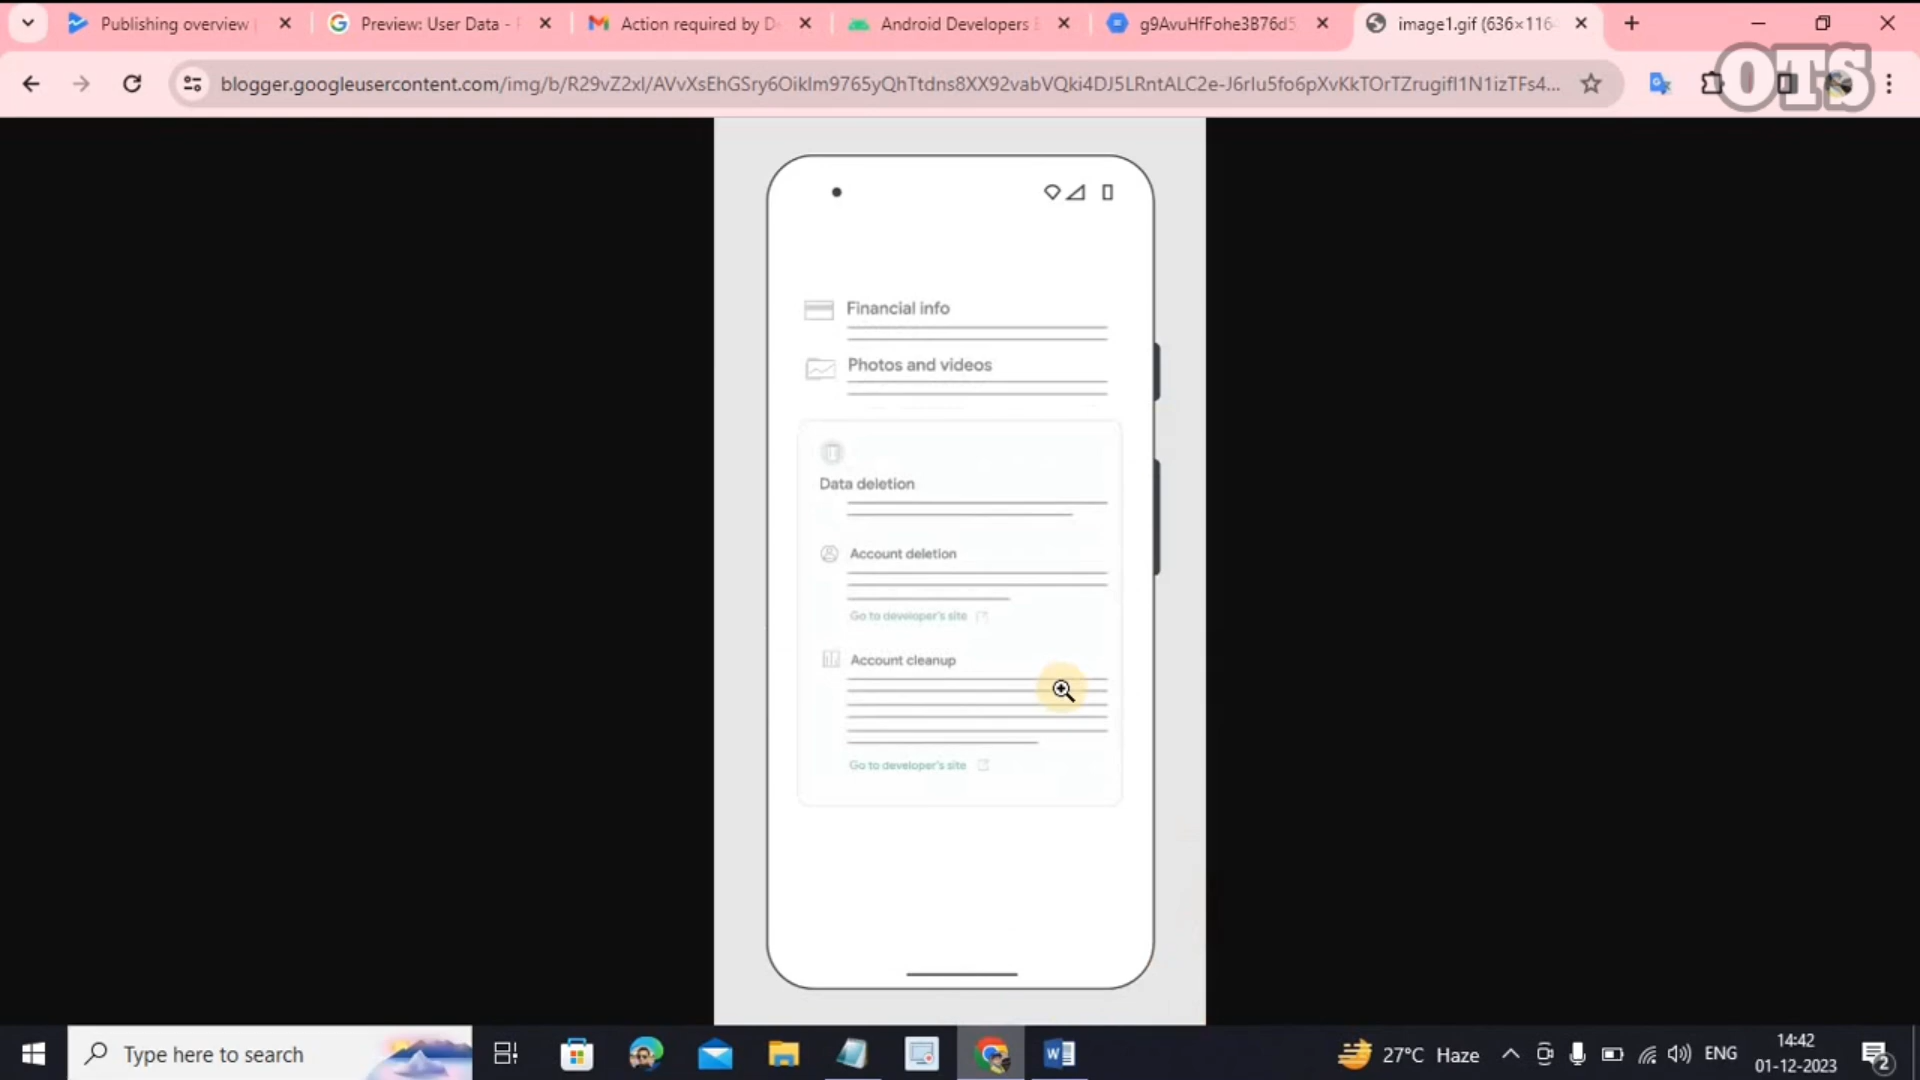 Publishing overview
Preview: User Data -
Action required by D
Android Developers
g9AvuHfFohe3B76d5
image1.gif (636×116
blogger.googleusercontent.com/img/b/R29vZ2xl/AVvXsEhGSry6Oiklm9765yQhTtdns8XX92vabVQki4DJ5LRntALC2e-J6rlu5fo6pXvKkTOrTZrugifl1N1izTFs4...
OTS
Financial info
Photos and videos
Data deletion
Account deletion
Go to developer's site
Account cleanup
Go to developer's site
Type here to search
27°C Haze
ENG
14:42
01-12-2023
2